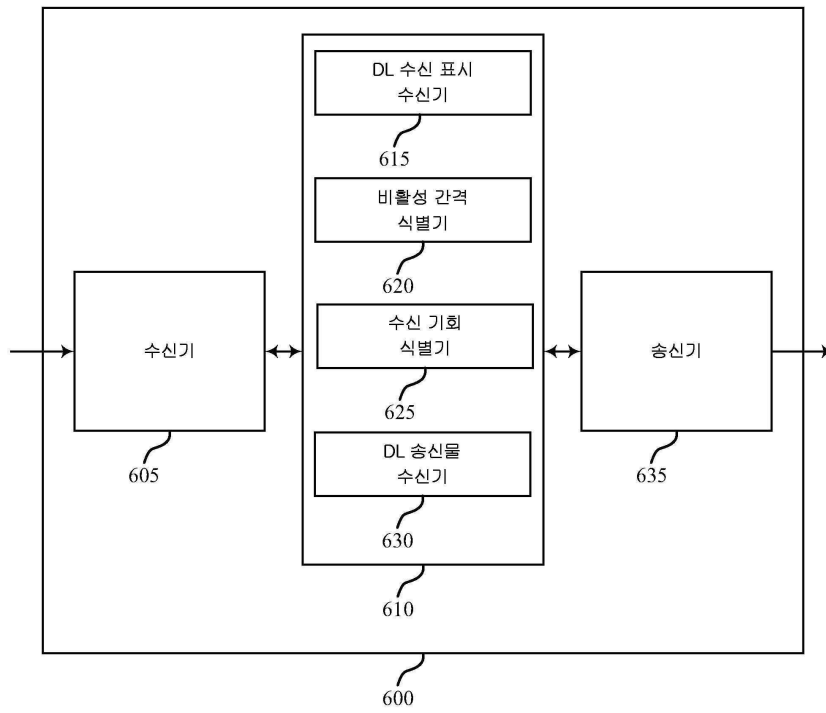 DL 수신 표시
수신기
615
비활성 간격
식별기
620
수신기
605
수신 기회
식별기
625
송신기
635
DL 송신물
수신기
630
610
600